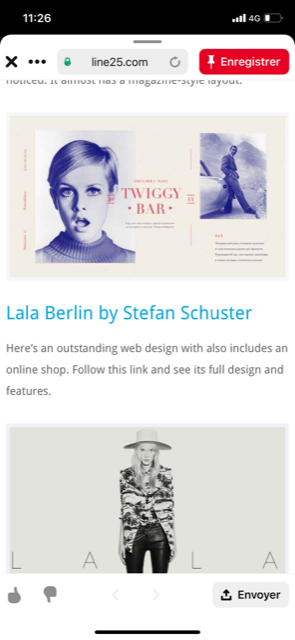 11:26
4G
line25.com
Enregistrer
noticed. It almost has a magazine-style layout.
TWIGGY
BAR
BAR
Lala Berlin by Stefan Schuster
Here's an outstanding web design with also includes an
online shop. Follow this link and see its full design and
features.
L A L A
Envoyer